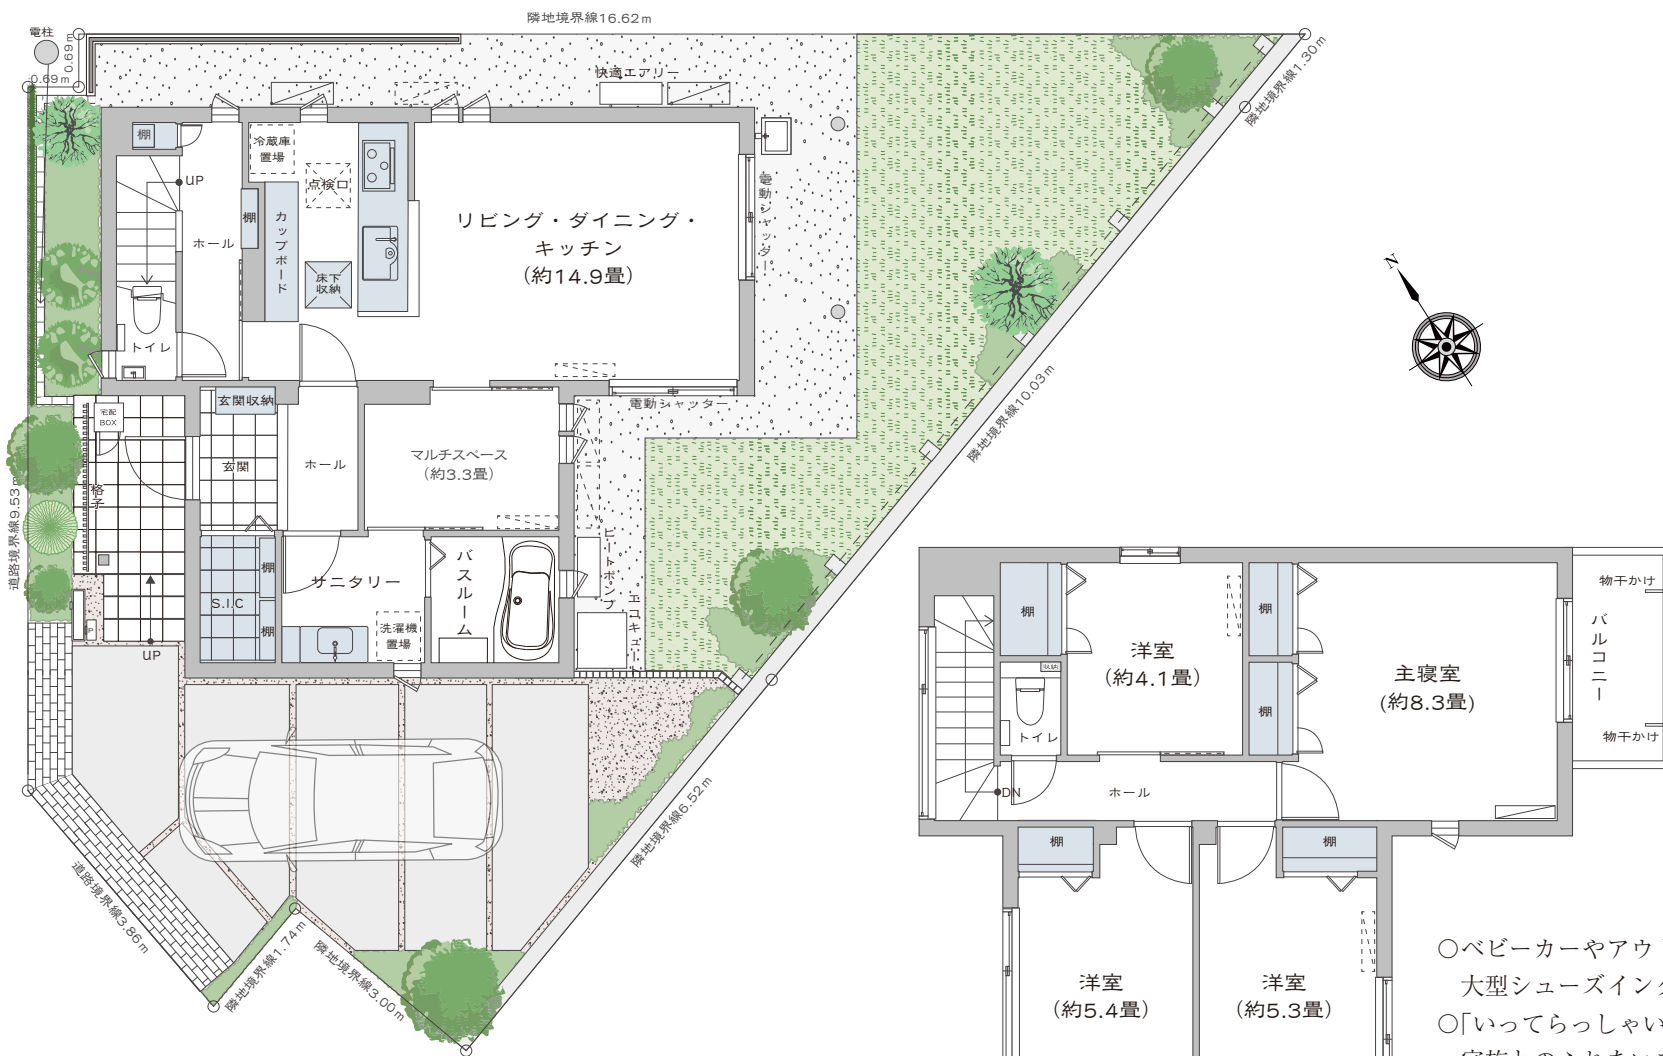 隣地境界線16.62m
電柱
0.69m
0.69m
快適エアリー
隣地境界線1.30m
棚
冷蔵庫
置場
UP
点検口
棚
カップボード
ホール
リビング・ダイニング・
キッチン
(約14.9畳)
電動シャッター
床下
収納
トイレ
N
電動シャッター
隣地境界線10.03m
宅配
BOX
玄関収納
玄関
ホール
マルチスペース
(約3.3畳)
格子
道路境界線9.53m
ヒートポンプ
エコキュート
棚
S.I.C
棚
サニタリー
バスルーム
洗濯機
置場
P
UP
隣地境界線6.52m
道路境界線3.86m
隣地境界線1.74m
隣地境界線3.00m
棚
洋室
(約4.1畳)
収納
トイレ
棚
棚
主寝室
(約8.3畳)
物干かけ
バルコニー
物干かけ
DN
ホール
棚
棚
洋室
(約5.4畳)
洋室
(約5.3畳)
○ベビーカーやアウ
大型シューズイン
○「いってらっしゃい